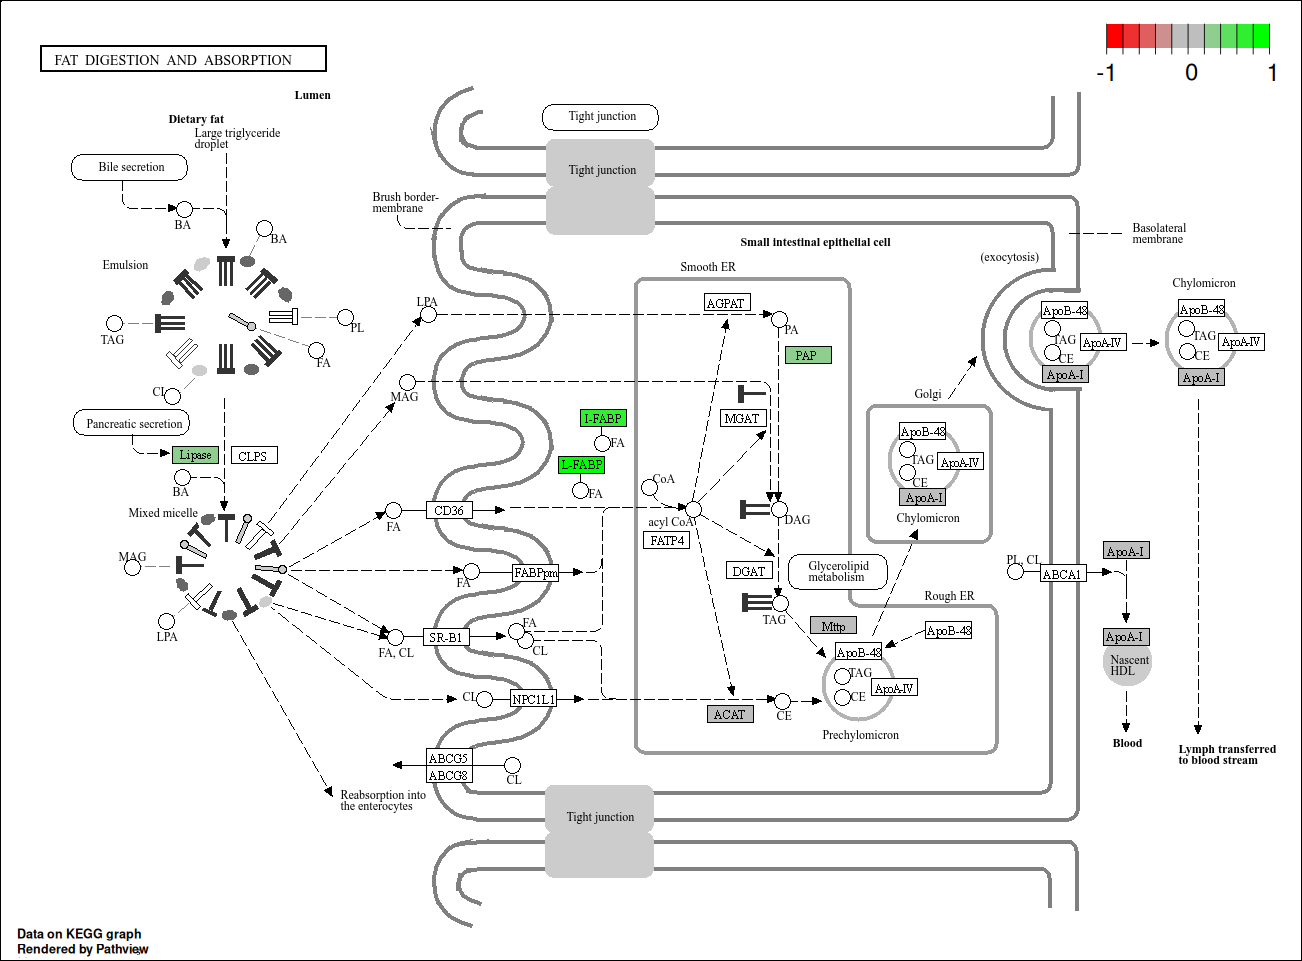 FAT DIGESTION AND ABSORPTION
-1 0 1
Lumen
Dietary fat
Large triglyceride
droplet
Bile secretion
BA
BA
Emulsion
TAG
PL
FA
CL
Pancreatic secretion
Lipase
CLPS
BA
Mixed micelle
MAG
LPA
Brush border-
membrane
Tight junction
Tight junction
Small intestinal epithelial cell
Basolateral
membrane
(exocytosis)
Smooth ER
LPA
AGPAT
PA
PAP
MAG
MGAT
I-FABP
FA
L-FABP
FA
CoA
acyl CoA
FATP4
DAG
FA
CD36
FA
FABPpm
DGAT
Glycerolipid
metabolism
TAG
FA, CL
SR-B1
FA
CL
CL
NPC1L1
ACAT
CE
ABCG5
ABCG8
CL
Reabsorption into
the enterocytes
Tight junction
Golgi
ApoB-48
TAG
ApoA-IV
CE
ApoA-I
Chylomicron
Rough ER
Mttp
ApoB-48
ApoB-48
TAG
ApoA-IV
CE
Prechylomicron
ApoB-48
TAG
ApoA-IV
CE
ApoA-I
Chylomicron
ApoB-48
TAG
ApoA-IV
CE
ApoA-I
PL, CL
ABCA1
ApoA-I
ApoA-I
Nascent
HDL
Blood
Lymph transferred
to blood stream
Data on KEGG graph
Rendered by Pathview